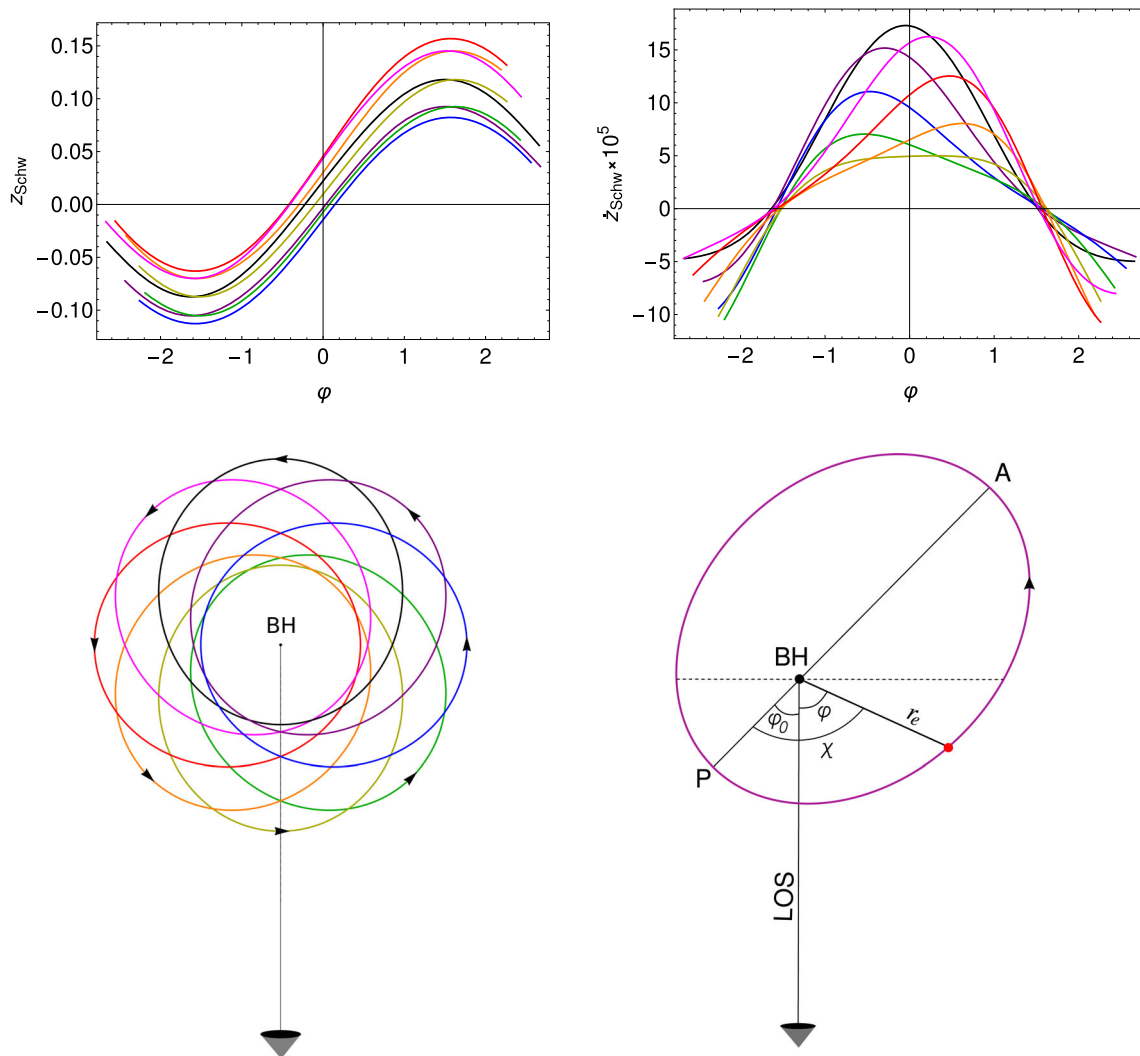 0.15
0.10
0.05
0.00
−0.05
−0.10
z_Schw
−2 −1 0 1 2
φ
15
10
5
0
−5
−10
ż_Schw × 10^5
−2 −1 0 1 2
φ
BH
A
BH
φ_0 φ r_e
χ
P
LOS